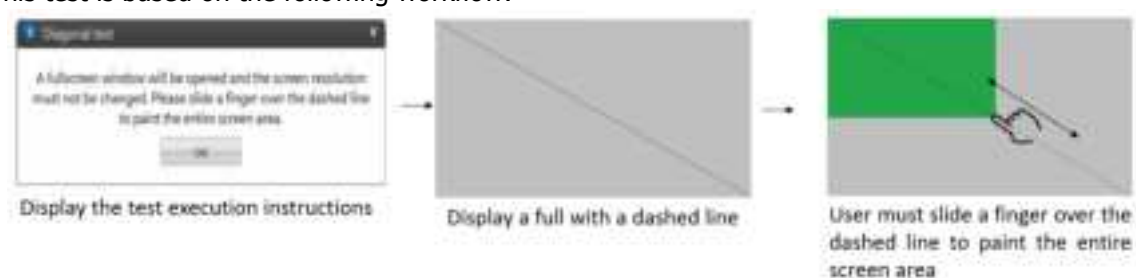 This test is based on the following workflow:
Diagonal test
A fullscreen window will be opened and the screen resolution
must not be changed. Please slide a finger over the dashed line
to paint the entire screen area.
OK
Display the test execution instructions
Display a full with a dashed line
User must slide a finger over the
dashed line to paint the entire
screen area